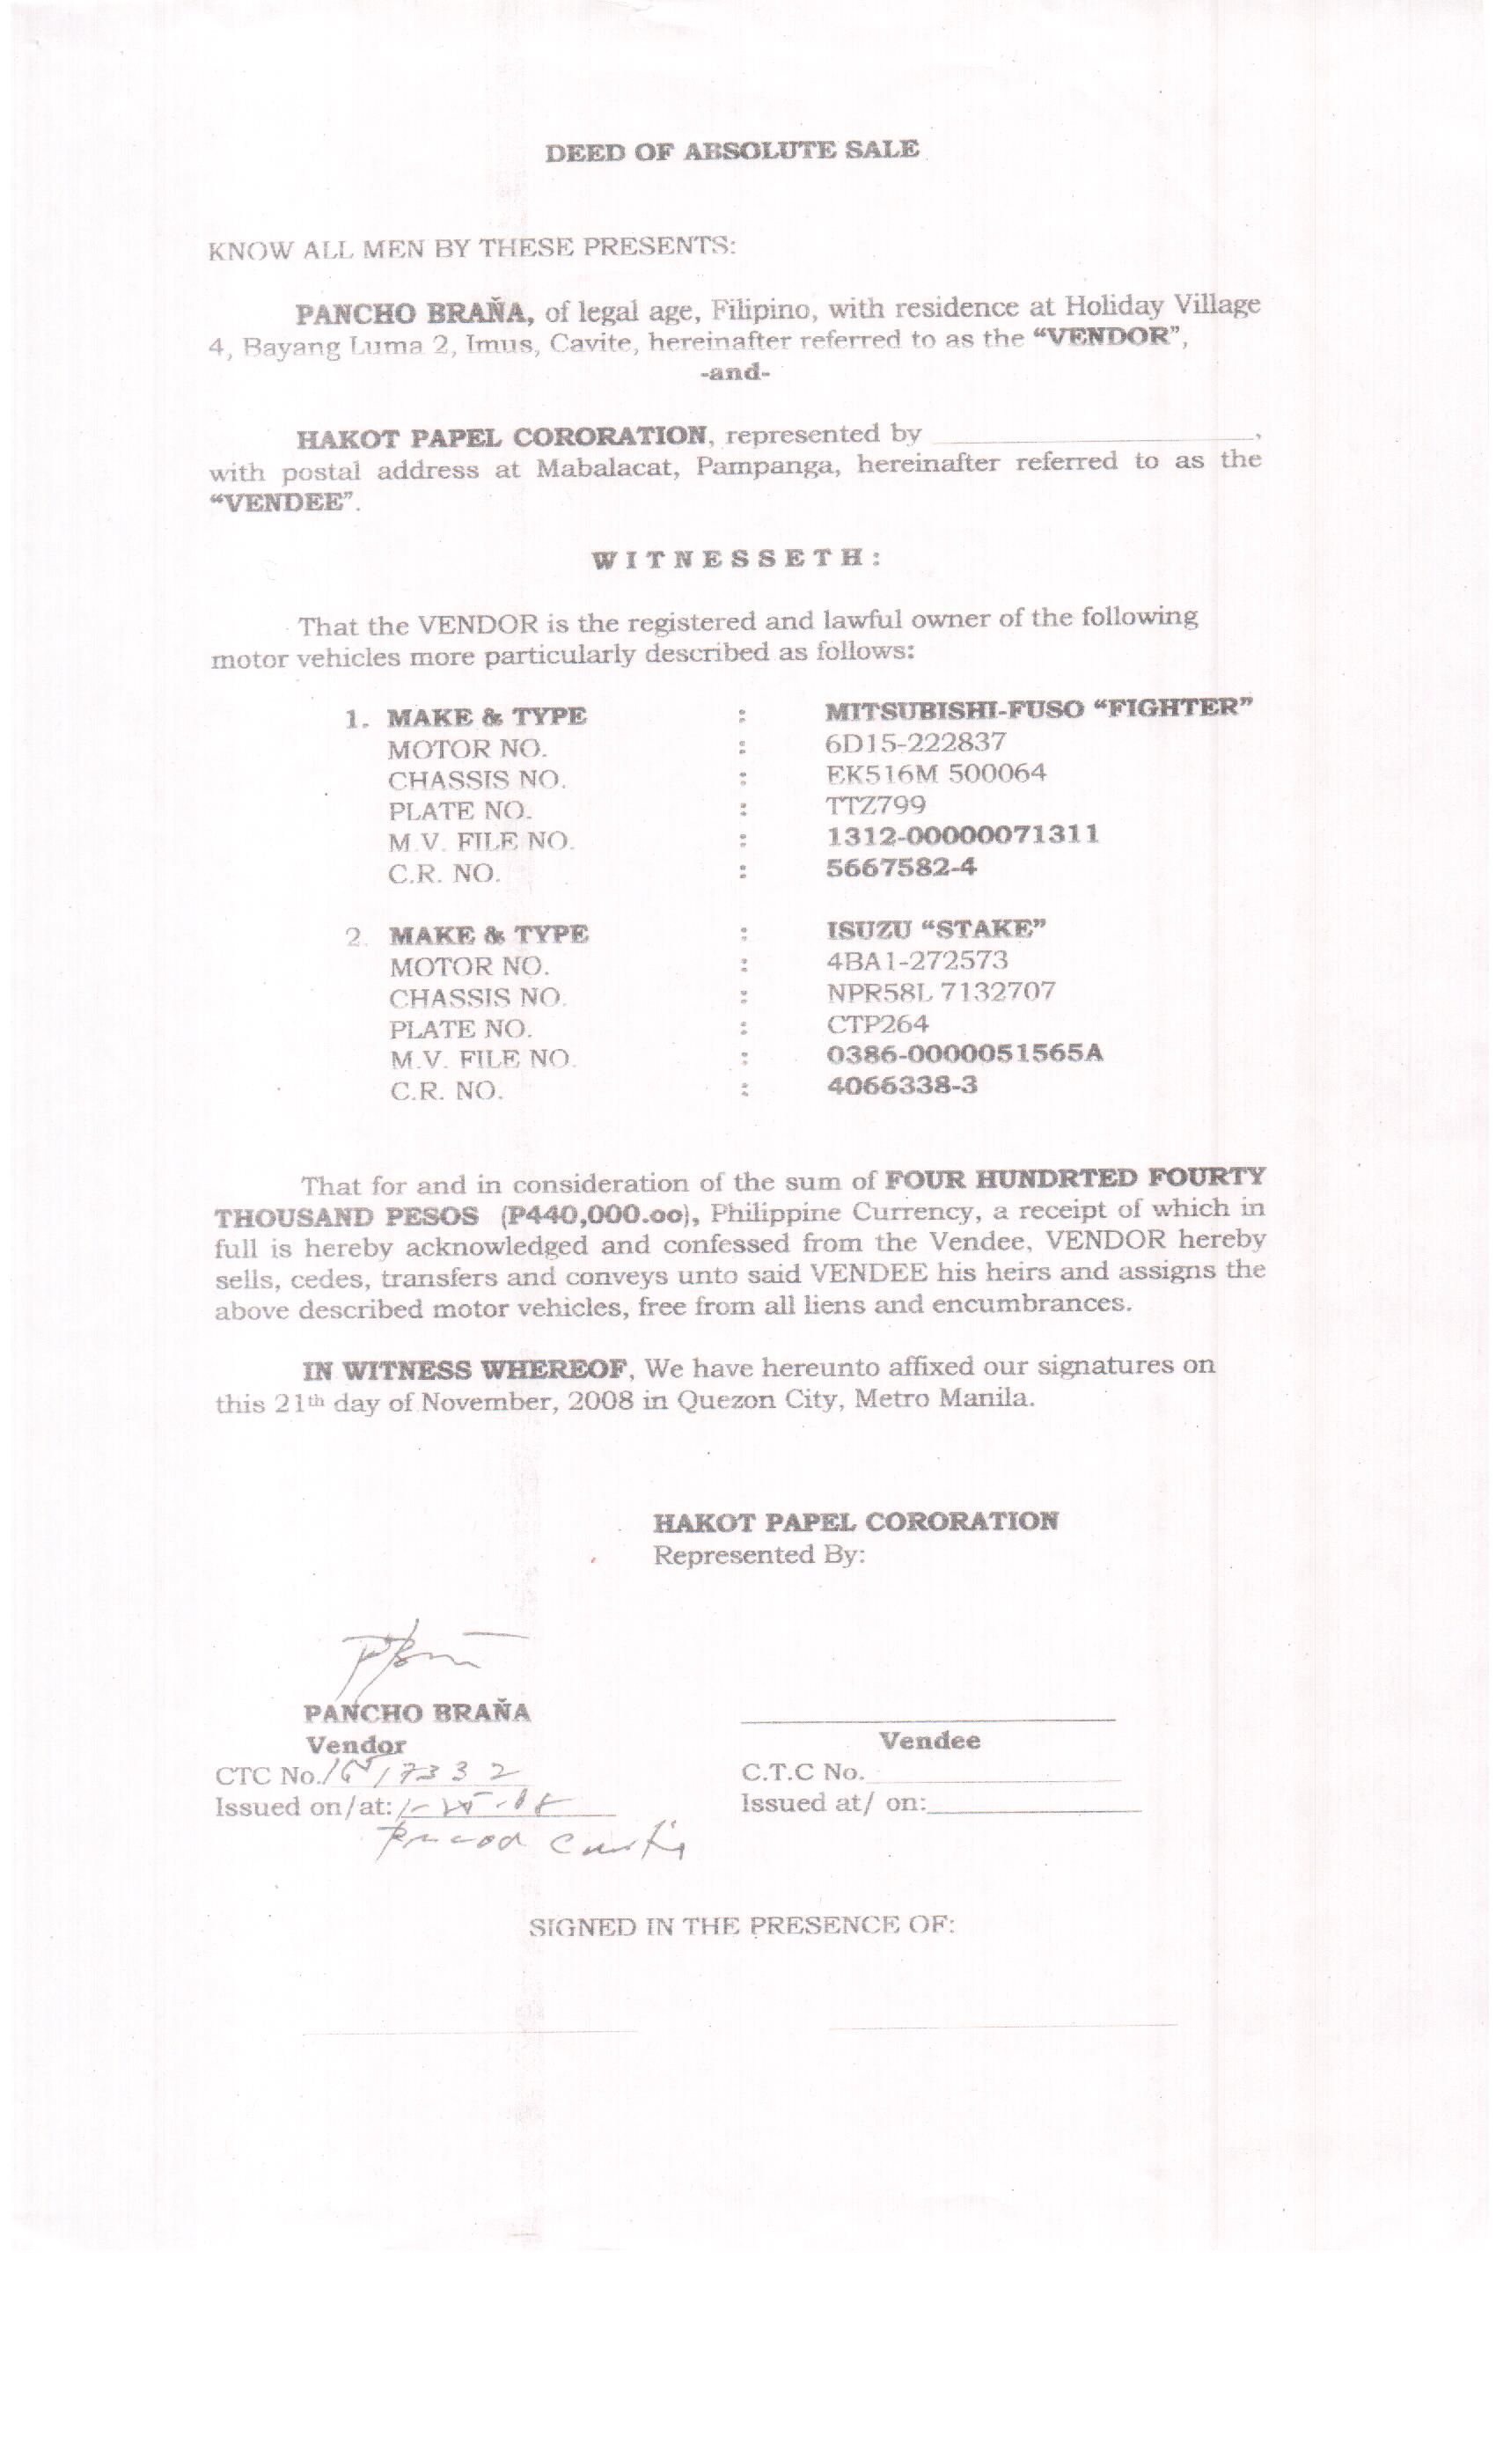 DEED OF ABSOLUTE SALE
KNOW ALL MEN BY THESE PRESENTS:
PANCHO BRAÑA, of legal age, Filipino, with residence at Holiday Village
4, Bayang Luma 2, Imus, Cavite, hereinafter referred to as the “VENDOR”,
-and-
HAKOT PAPEL CORORATION, represented by ____________________,
with postal address at Mabalacat, Pampanga, hereinafter referred to as the
“VENDEE”.
W I T N E S S E T H :
That the VENDOR is the registered and lawful owner of the following
motor vehicles more particularly described as follows:
1. MAKE & TYPE : MITSUBISHI-FUSO “FIGHTER”
MOTOR NO. : 6D15-222837
CHASSIS NO. : EK516M 500064
PLATE NO. : TTZ799
M.V. FILE NO. : 1312-00000071311
C.R. NO. : 5667582-4
2. MAKE & TYPE : ISUZU “STAKE”
MOTOR NO. : 4BA1-272573
CHASSIS NO. : NPR58L 7132707
PLATE NO. : CTP264
M.V. FILE NO. : 0386-0000051565A
C.R. NO. : 4066338-3
That for and in consideration of the sum of FOUR HUNDRTED FOURTY
THOUSAND PESOS (P440,000.oo), Philippine Currency, a receipt of which in
full is hereby acknowledged and confessed from the Vendee, VENDOR hereby
sells, cedes, transfers and conveys unto said VENDEE his heirs and assigns the
above described motor vehicles, free from all liens and encumbrances.
IN WITNESS WHEREOF, We have hereunto affixed our signatures on
this 21th day of November, 2008 in Quezon City, Metro Manila.
HAKOT PAPEL CORORATION
Represented By:
PANCHO BRAÑA
Vendor
Vendee
CTC No.
C.T.C No.
Issued on/at:
Issued at/ on:
SIGNED IN THE PRESENCE OF: